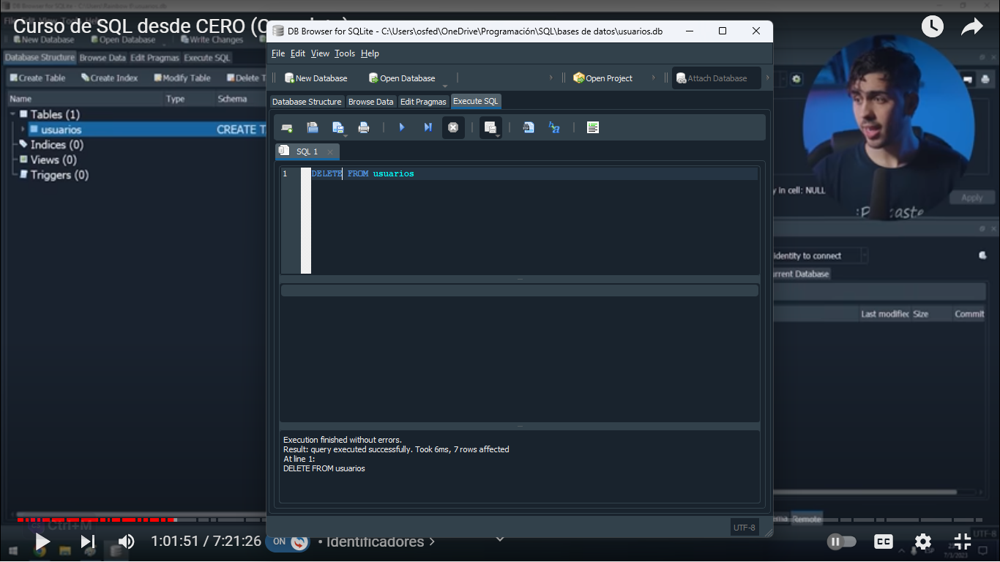 DB Browser for SQLite - C:\Users\osfed\OneDrive\Programación\SQL\bases de datos\usuarios.db
Curso de SQL desde CERO
File Edit View Tools Help
New Database Open Database Write Changes
New Database Open Database Open Project Attach Database
Database Structure Browse Data Edit Pragmas Execute SQL
Database Structure Browse Data Edit Pragmas Execute SQL
Create Table Create Index Modify Table Delete T
Name Type Schema
Tables (1)
usuarios CREATE T
Indices (0)
Views (0)
Triggers (0)
SQL 1
1 DELETE FROM usuarios
y in cell: NULL
Apply
identity to connect
rrent Database
Last modified Size Commit
Execution finished without errors.
Result: query executed successfully. Took 6ms, 7 rows affected
At line 1:
DELETE FROM usuarios
Remote
Ctrl+M
UTF-8
UTF-8
1:01:51 / 7:21:26 ON • Identificadores >
CC